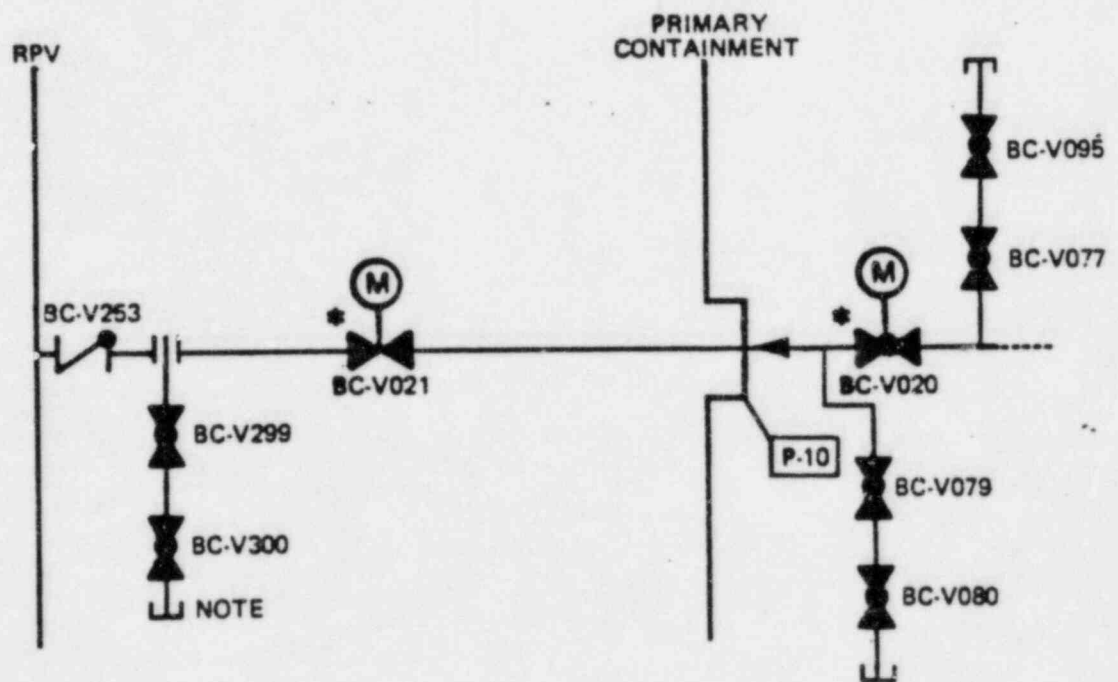 PRIMARY
CONTAINMENT
RPV
BC-V095
M
M
BC-V077
BC-V253
*
*
BC-V021
BC-V020
BC-V299
P-10
BC-V079
BC-V300
BC-V080
NOTE